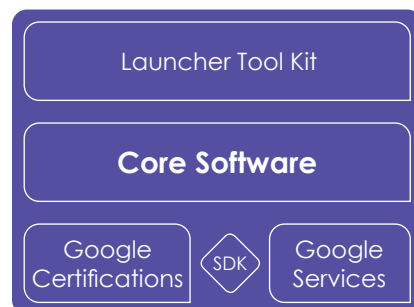 Launcher Tool Kit
Core Software
Google
Certifications
SDK
Google
Services